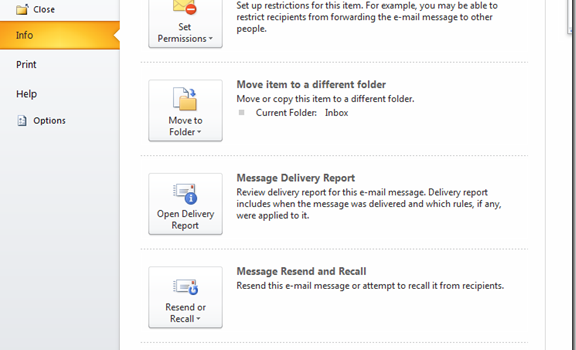 Close
Info
Print
Help
Options
Set
Permissions
Set up restrictions for this item. For example, you may be able to
restrict recipients from forwarding the e-mail message to other
people.
Move to
Folder
Move item to a different folder
Move or copy this item to a different folder.
Current Folder: Inbox
Open Delivery
Report
Message Delivery Report
Review delivery report for this e-mail message. Delivery report
includes when the message was delivered and which rules, if any,
were applied to it.
Resend or
Recall
Message Resend and Recall
Resend this e-mail message or attempt to recall it from recipients.